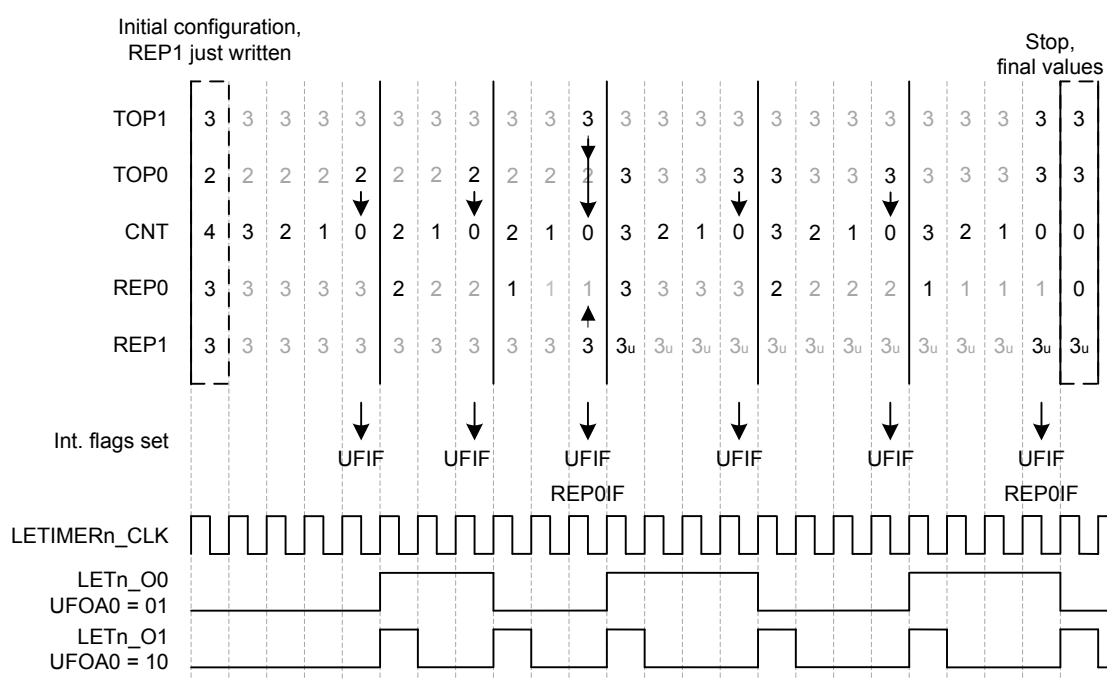 Initial configuration,
REP1 just written
Stop,
final values
TOP1 3 3 3 3 3 3 3 3 3 3 3 3 3 3 3 3 3 3 3 3 3 3 3 3
TOP0 2 2 2 2 2 2 2 2 2 2 2 3 3 3 3 3 3 3 3 3 3 3 3 3
CNT 4 3 2 1 0 2 1 0 2 1 0 3 2 1 0 3 2 1 0 3 2 1 0 0
REP0 3 3 3 3 3 2 2 2 1 1 1 3 3 3 3 2 2 2 2 1 1 1 1 0
REP1 3 3 3 3 3 3 3 3 3 3 3 3u 3u 3u 3u 3u 3u 3u 3u 3u 3u 3u 3u 3u
Int. flags set
UFIF UFIF UFIF UFIF UFIF UFIF
REP0IF REP0IF
LETIMERn_CLK
LETn_O0
UFOA0 = 01
LETn_O1
UFOA0 = 10